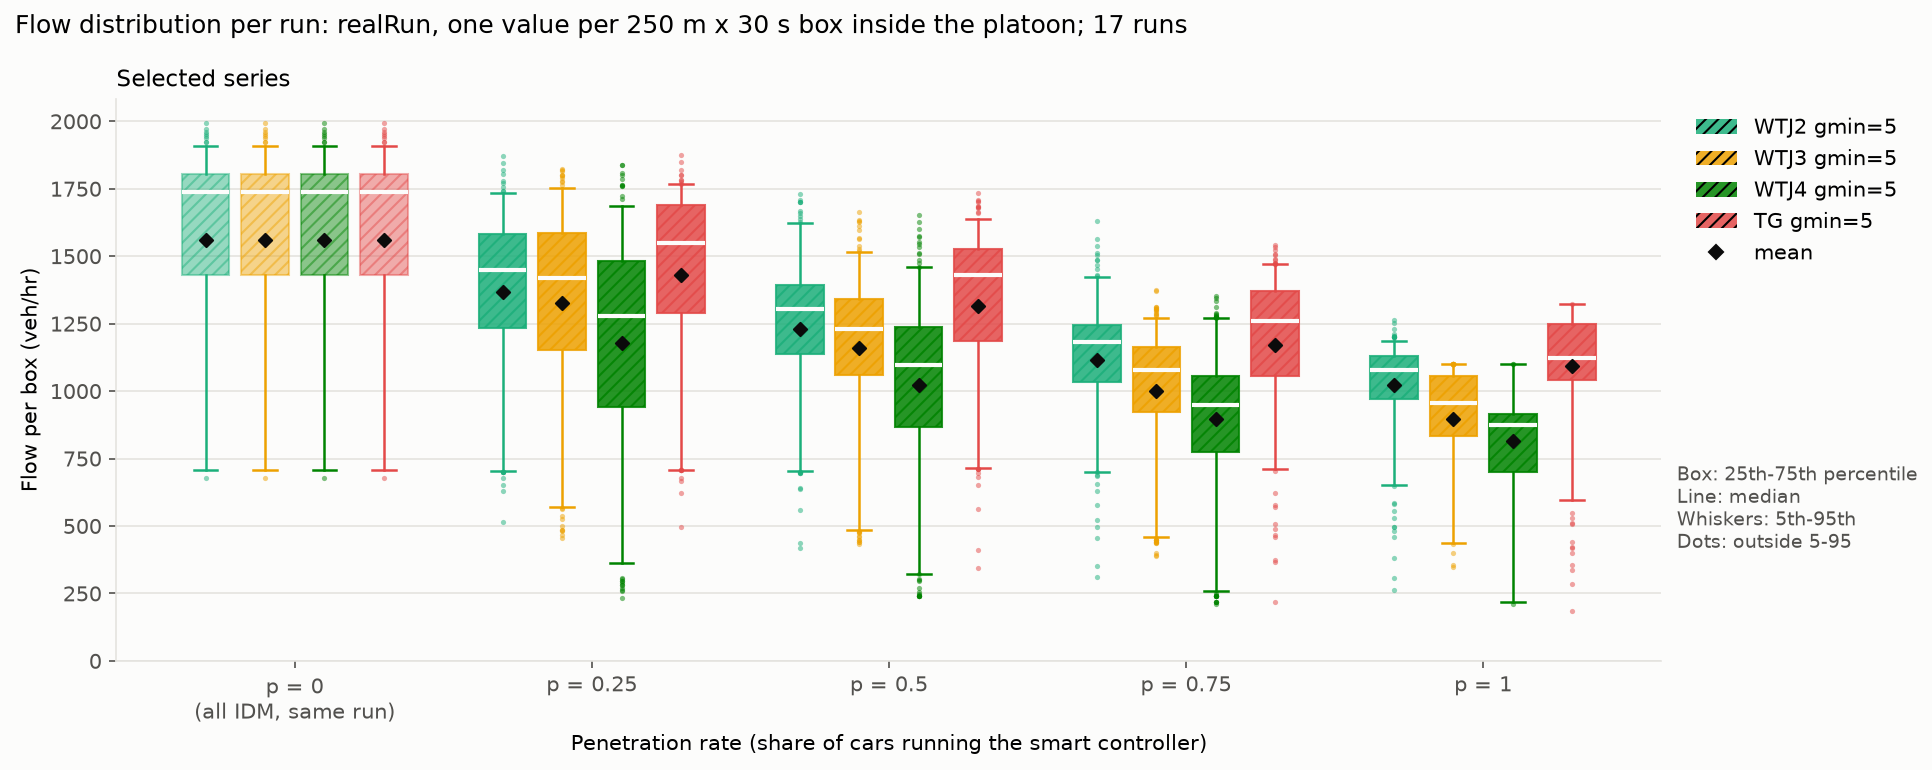 Flow distribution per run: realRun, one value per 250 m x 30 s box inside the platoon; 17 runs
Selected series
Flow per box (veh/hr)
2000
1750
1500
1250
1000
750
500
250
0
p = 0
(all IDM, same run)
p = 0.25
p = 0.5
p = 0.75
p = 1
Penetration rate (share of cars running the smart controller)
WTJ2 gmin=5
WTJ3 gmin=5
WTJ4 gmin=5
TG gmin=5
mean
Box: 25th-75th percentile
Line: median
Whiskers: 5th-95th
Dots: outside 5-95